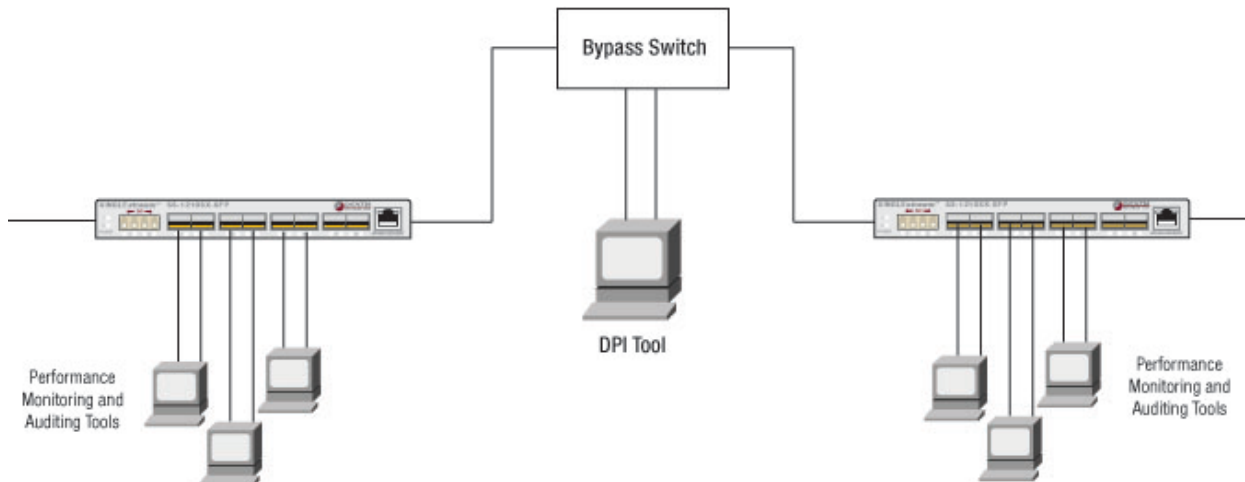 Bypass Switch
DPI Tool
Performance
Monitoring and
Auditing Tools
Performance
Monitoring and
Auditing Tools